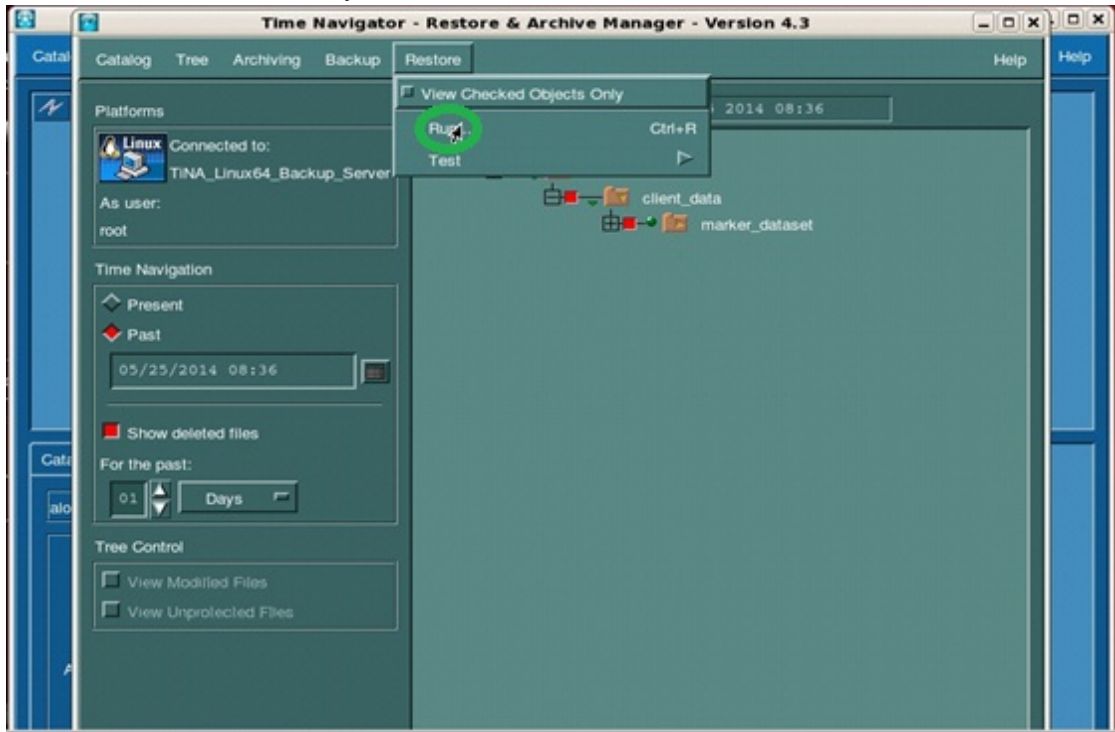 Time Navigator - Restore & Archive Manager - Version 4.3
Catalog Tree Archiving Backup Restore Help
Help
View Checked Objects Only
2014 08:36
Platforms
Linux
Connected to:
TiNA_Linux64_Backup_Server
Ctrl+R
Test
As user:
root
client_data
marker_dataset
Time Navigation
Present
Past
05/25/2014 08:36
Show deleted files
For the past:
01 Days
Tree Control
View Modified Files
View Unprotected Files